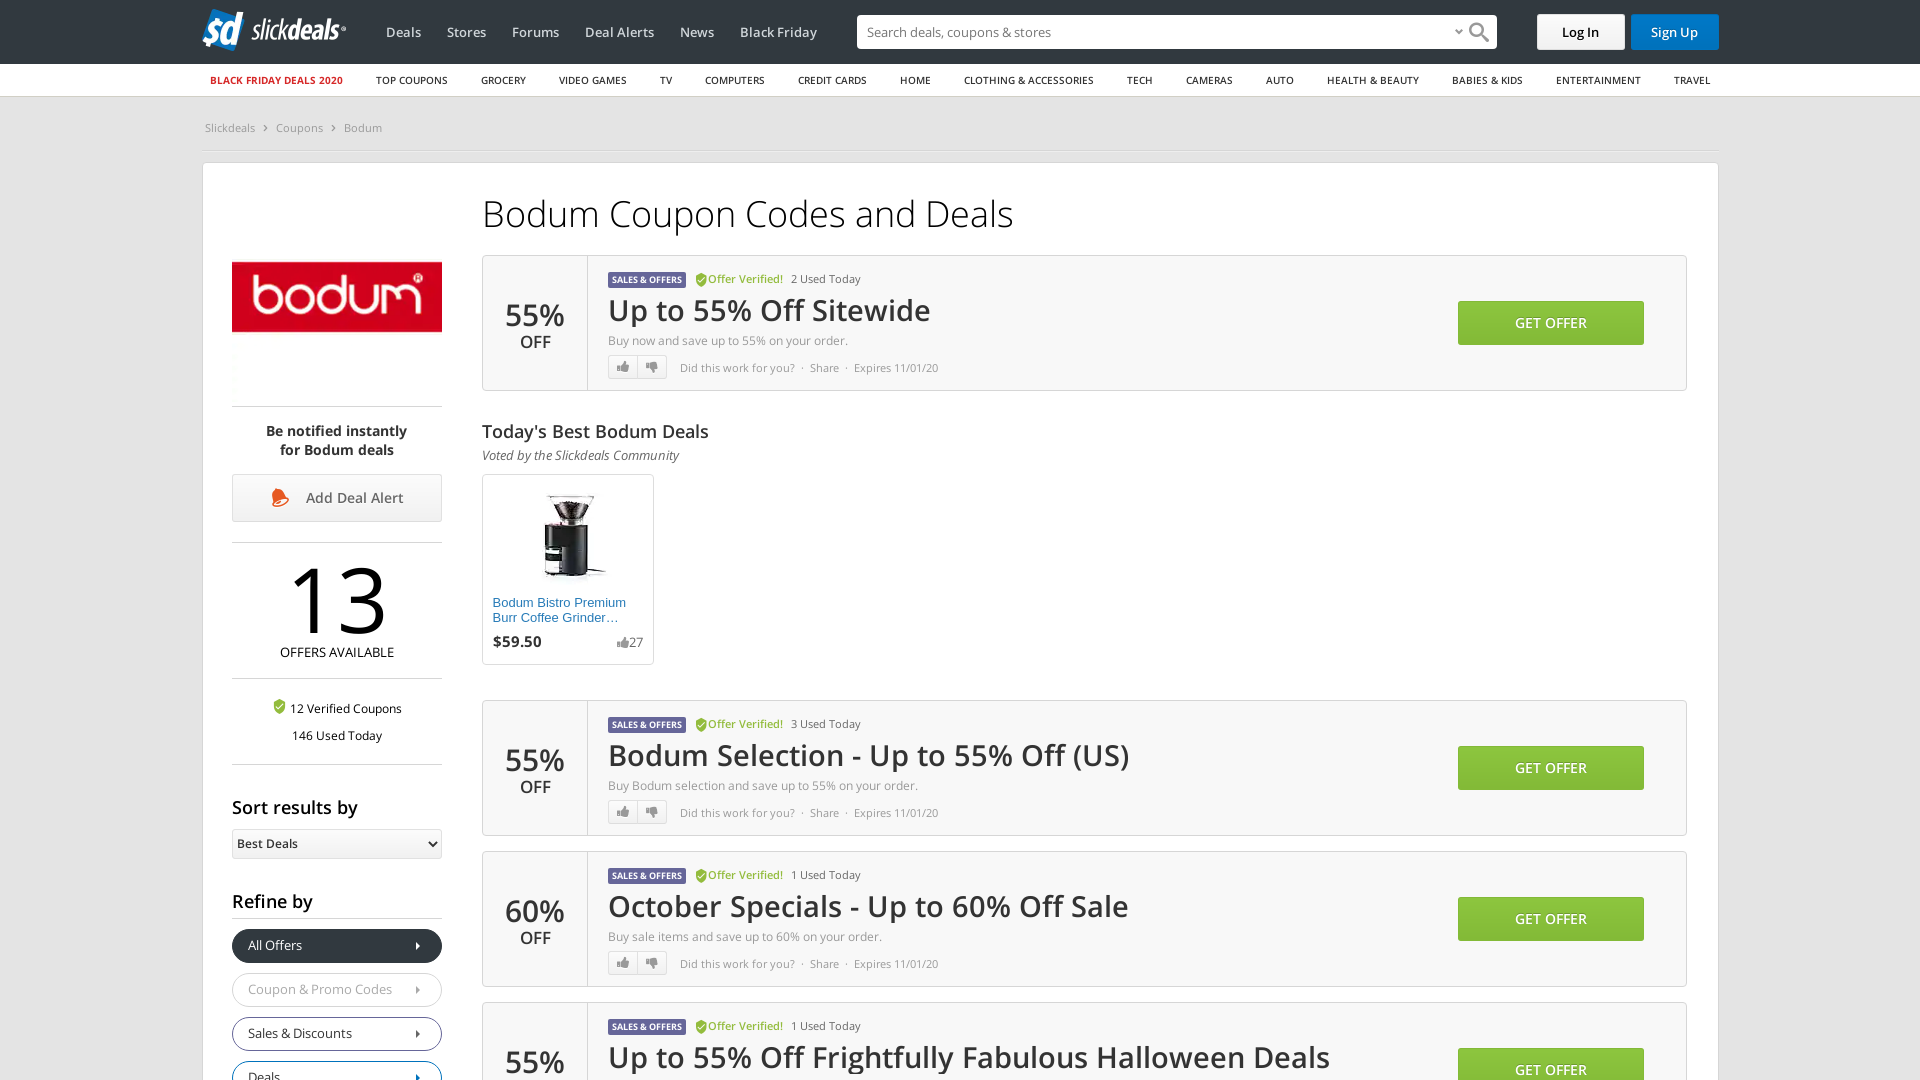 sd slickdeals®
Deals
Stores
Forums
Deal Alerts
News
Black Friday
Search deals, coupons & stores
Log In
Sign Up
BLACK FRIDAY DEALS 2020
TOP COUPONS
GROCERY
VIDEO GAMES
TV
COMPUTERS
CREDIT CARDS
HOME
CLOTHING & ACCESSORIES
TECH
CAMERAS
AUTO
HEALTH & BEAUTY
BABIES & KIDS
ENTERTAINMENT
TRAVEL
Slickdeals › Coupons › Bodum
bodum®
Be notified instantly
for Bodum deals
Add Deal Alert
13
OFFERS AVAILABLE
12 Verified Coupons
146 Used Today
Sort results by
Best Deals
Refine by
All Offers
Coupon & Promo Codes
Sales & Discounts
Deals
Bodum Coupon Codes and Deals
55%
OFF
SALES & OFFERS Offer Verified! 2 Used Today
Up to 55% Off Sitewide
Buy now and save up to 55% on your order.
Did this work for you? · Share · Expires 11/01/20
GET OFFER
Today's Best Bodum Deals
Voted by the Slickdeals Community
Bodum Bistro Premium
Burr Coffee Grinder…
$59.50 27
55%
OFF
SALES & OFFERS Offer Verified! 3 Used Today
Bodum Selection - Up to 55% Off (US)
Buy Bodum selection and save up to 55% on your order.
Did this work for you? · Share · Expires 11/01/20
GET OFFER
60%
OFF
SALES & OFFERS Offer Verified! 1 Used Today
October Specials - Up to 60% Off Sale
Buy sale items and save up to 60% on your order.
Did this work for you? · Share · Expires 11/01/20
GET OFFER
55%
SALES & OFFERS Offer Verified! 1 Used Today
Up to 55% Off Frightfully Fabulous Halloween Deals
GET OFFER